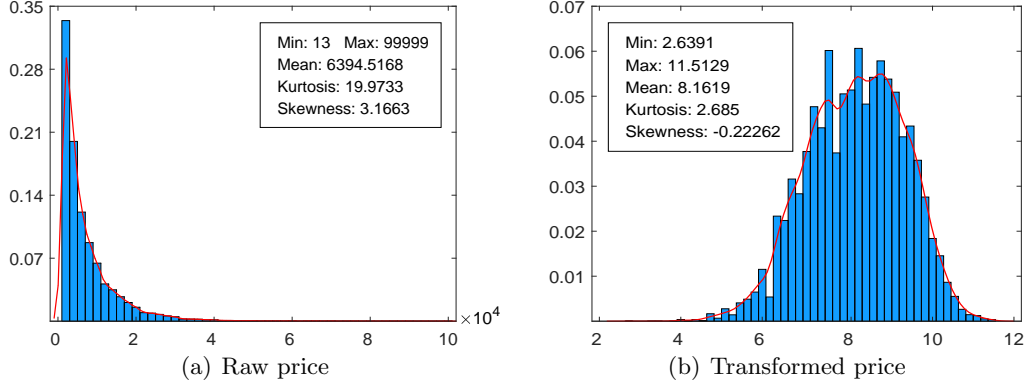 0.35
0.28
0.21
0.14
0.07
Min: 13 Max: 99999
Mean: 6394.5168
Kurtosis: 19.9733
Skewness: 3.1663
0 2 4 6 8 10
×10⁴
(a) Raw price
0.07
0.06
0.05
0.04
0.03
0.02
0.01
Min: 2.6391
Max: 11.5129
Mean: 8.1619
Kurtosis: 2.685
Skewness: -0.22262
2 4 6 8 10 12
(b) Transformed price